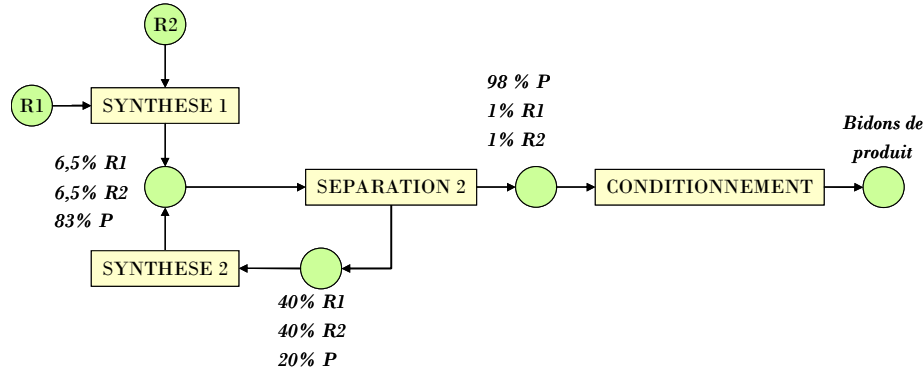 R2
R1
SYNTHESE 1
98 % P
1% R1
1% R2
Bidons de
produit
6,5% R1
6,5% R2
83% P
SEPARATION 2
CONDITIONNEMENT
SYNTHESE 2
40% R1
40% R2
20% P